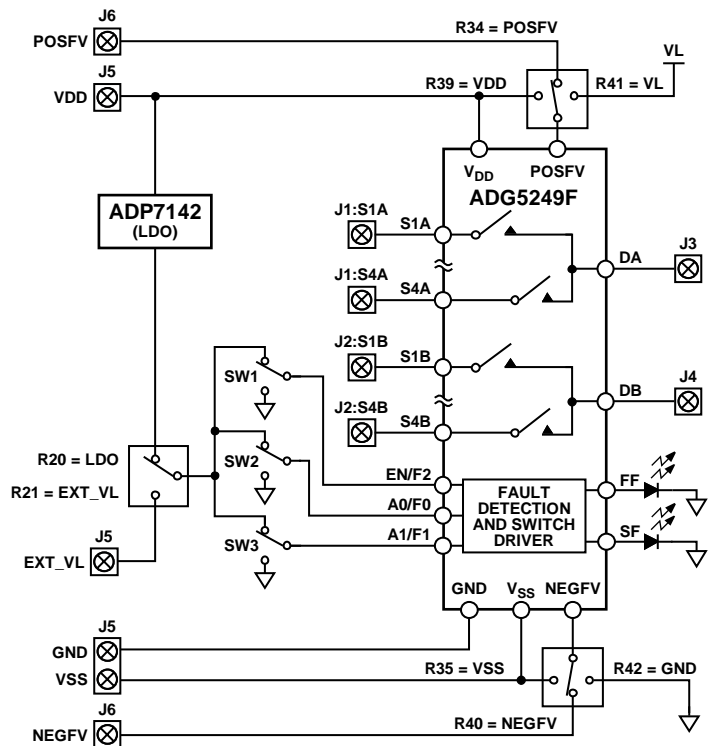 J6
POSFV
R34 = POSFV
VL
J5
VDD
R39 = VDD
R41 = VL
VDD
POSFV
ADG5249F
ADP7142
(LDO)
J1:S1A
S1A
J3
DA
J1:S4A
S4A
J2:S1B
S1B
J4
DB
J2:S4B
S4B
SW1
SW2
SW3
R20 = LDO
R21 = EXT_VL
EN/F2
A0/F0
A1/F1
FAULT
DETECTION
AND SWITCH
DRIVER
FF
SF
J5
EXT_VL
GND
VSS
NEGFV
J5
GND
VSS
R35 = VSS
R42 = GND
J6
NEGFV
R40 = NEGFV